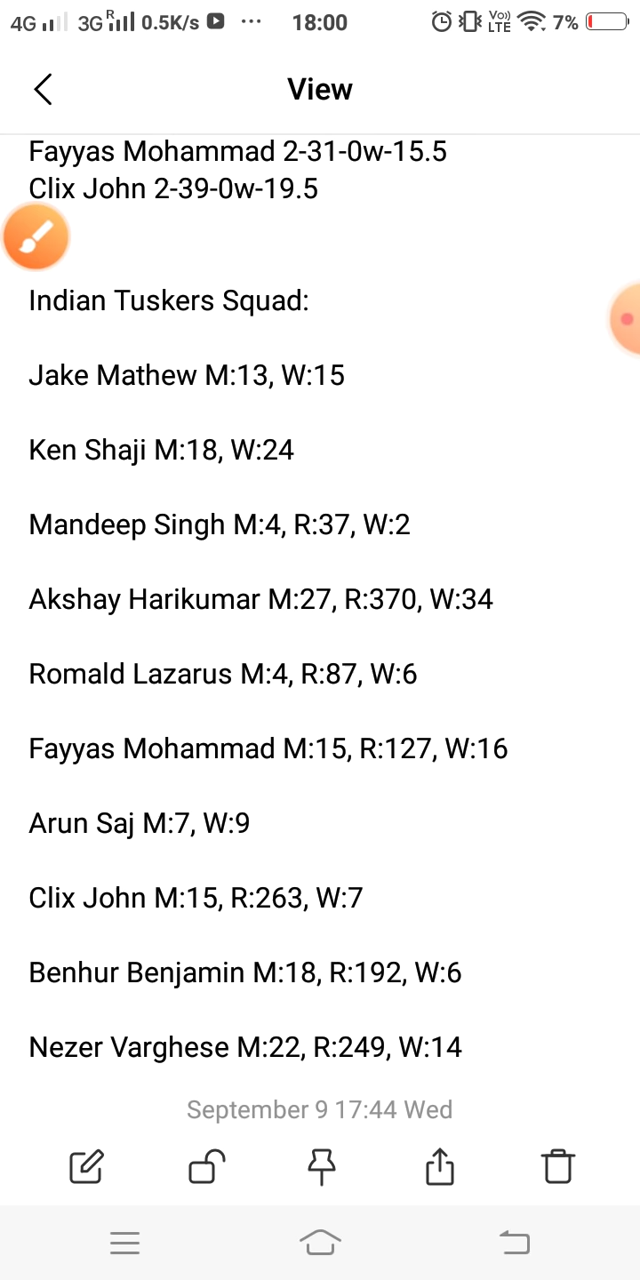 4G 3G R 0.5K/s ... 18:00 Vo)) LTE 7%
View
Fayyas Mohammad 2-31-0w-15.5
Clix John 2-39-0w-19.5
Indian Tuskers Squad:
Jake Mathew M:13, W:15
Ken Shaji M:18, W:24
Mandeep Singh M:4, R:37, W:2
Akshay Harikumar M:27, R:370, W:34
Romald Lazarus M:4, R:87, W:6
Fayyas Mohammad M:15, R:127, W:16
Arun Saj M:7, W:9
Clix John M:15, R:263, W:7
Benhur Benjamin M:18, R:192, W:6
Nezer Varghese M:22, R:249, W:14
September 9 17:44 Wed